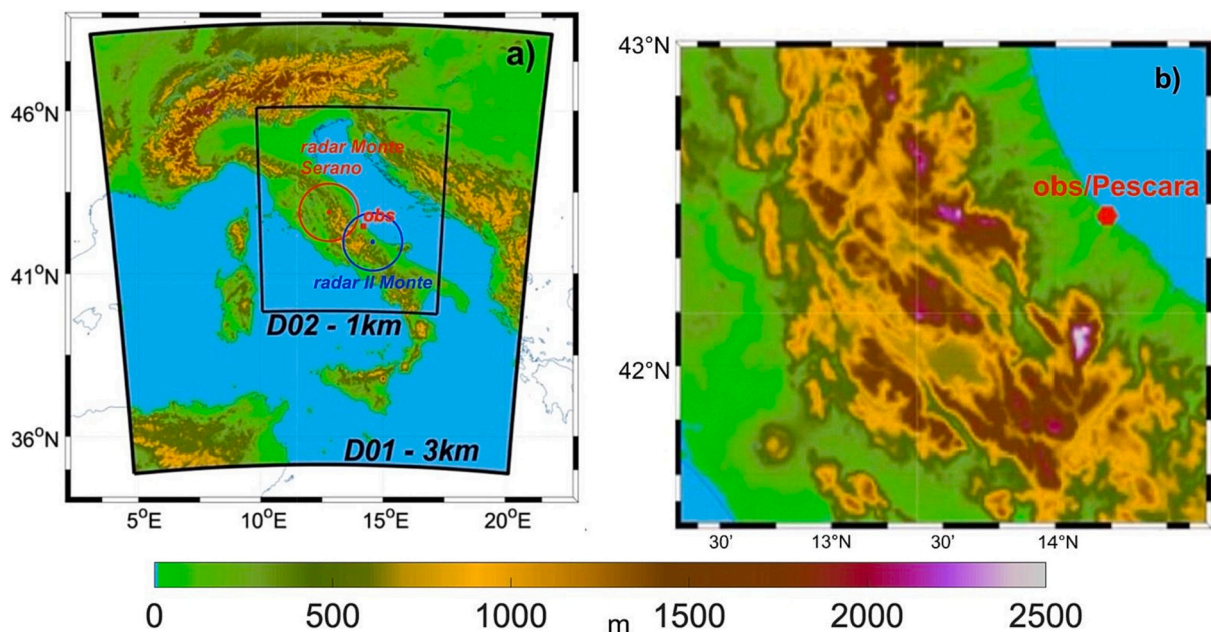 a)
46°N
41°N
36°N
5°E
10°E
15°E
20°E
radar Monte
Serano
obs
radar Il Monte
D02 - 1km
D01 - 3km
b)
43°N
42°N
obs/Pescara
30'
13°N
30'
14°N
0
500
1000
1500
2000
2500
m